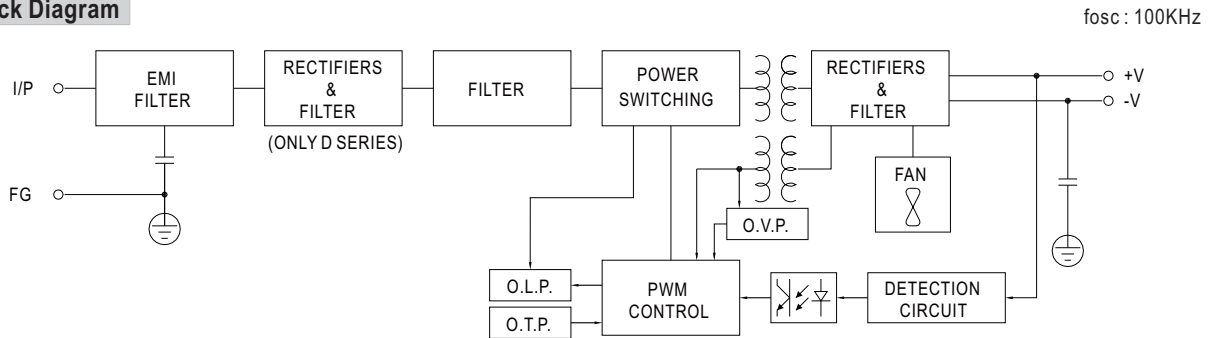 ck Diagram
fosc : 100KHz
I/P
EMI
FILTER
RECTIFIERS
&
FILTER
(ONLY D SERIES)
FILTER
POWER
SWITCHING
RECTIFIERS
&
FILTER
+V
-V
FG
FAN
O.V.P.
O.L.P.
O.T.P.
PWM
CONTROL
DETECTION
CIRCUIT